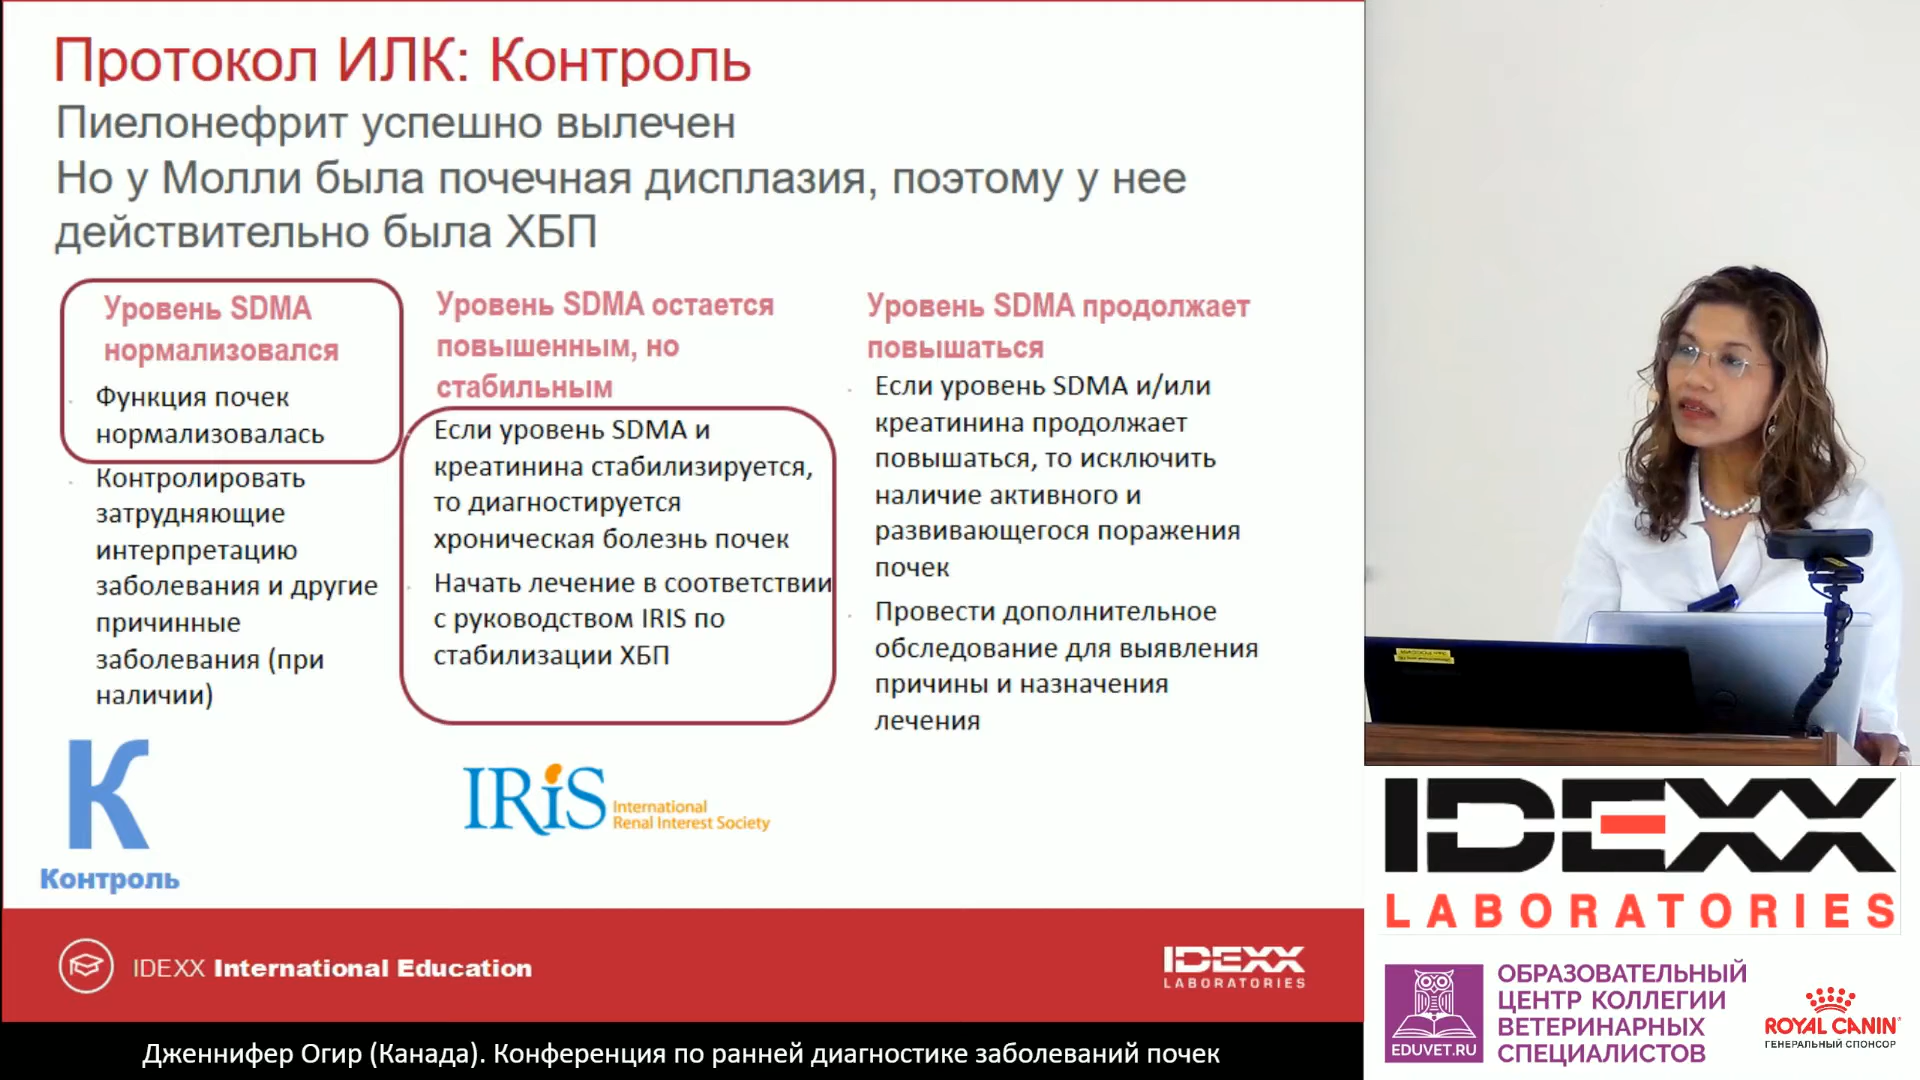 Протокол ИЛК: Контроль
Пиелонефрит успешно вылечен
Но у Молли была почечная дисплазия, поэтому у нее
действительно была ХБП
Уровень SDMA
нормализовался
Функция почек
нормализовалась
Контролировать
затрудняющие
интерпретацию
заболевания и другие
причинные
заболевания (при
наличии)
Уровень SDMA остается
повышенным, но
стабильным
Если уровень SDMA и
креатинина стабилизируется,
то диагностируется
хроническая болезнь почек
Начать лечение в соответствии
с руководством IRIS по
стабилизации ХБП
Уровень SDMA продолжает
повышаться
Если уровень SDMA и/или
креатинина продолжает
повышаться, то исключить
наличие активного и
развивающегося поражения
почек
Провести дополнительное
обследование для выявления
причины и назначения
лечения
К
Контроль
IRIS
International
Renal Interest Society
IDEXX International Education
IDEXX
LABORATORIES
Дженнифер Огир (Канада). Конференция по ранней диагностике заболеваний почек
IDEXX
LABORATORIES
EDUVET.RU
ОБРАЗОВАТЕЛЬНЫЙ
ЦЕНТР КОЛЛЕГИИ
ВЕТЕРИНАРНЫХ
СПЕЦИАЛИСТОВ
ROYAL CANIN
ГЕНЕРАЛЬНЫЙ СПОНСОР